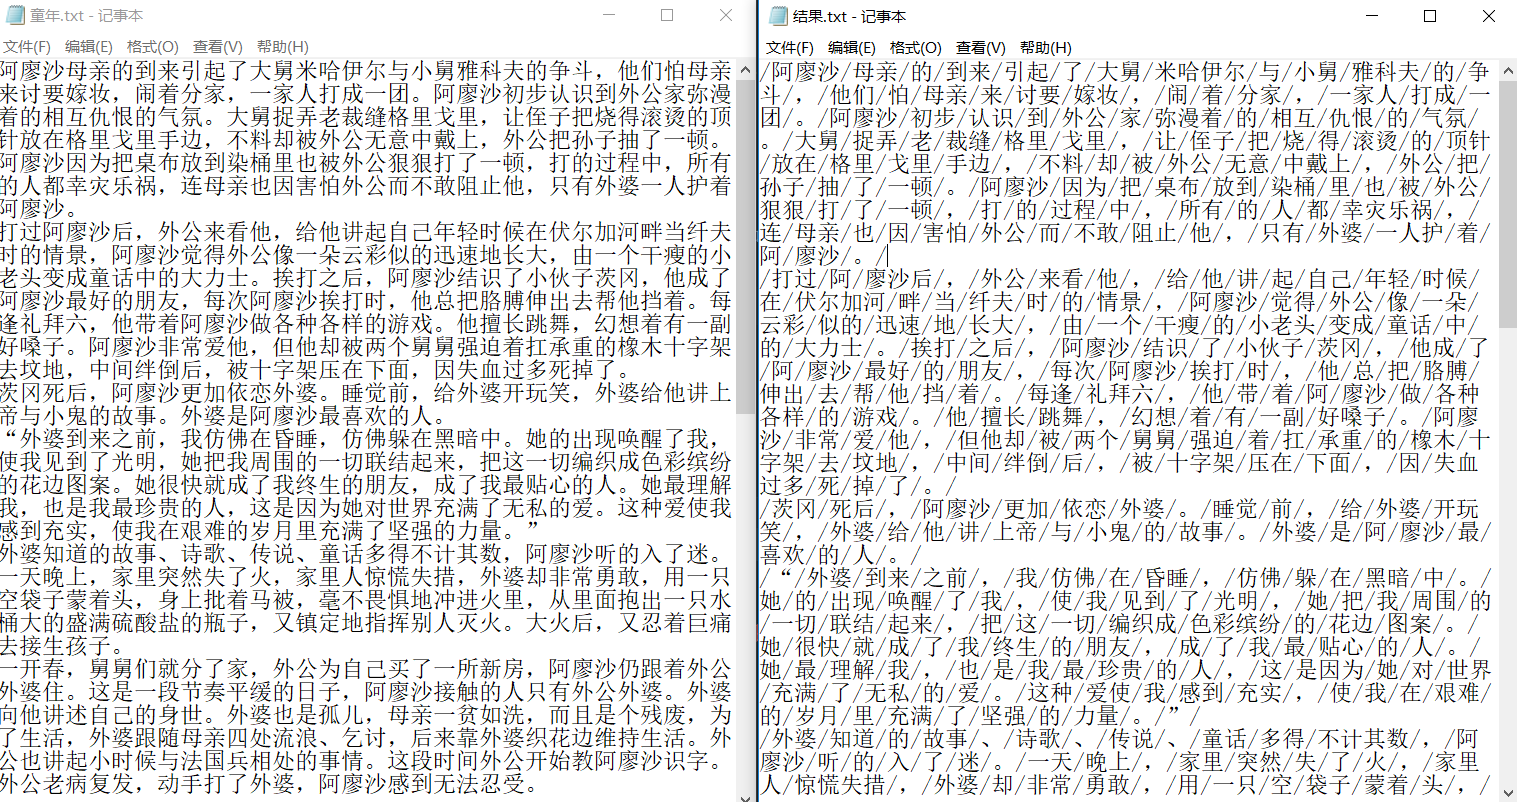 童年.txt - 记事本
文件(F) 编辑(E) 格式(O) 查看(V) 帮助(H)
阿廖沙母亲的到来引起了大舅米哈伊尔与小舅雅科夫的争斗，他们怕母亲
来讨要嫁妆，闹着分家，一家人打成一团。阿廖沙初步认识到外公家弥漫
着的相互仇恨的气氛。大舅捉弄老裁缝格里戈里，让侄子把烧得滚烫的顶
针放在格里戈里手边，不料却被外公无意中戴上，外公把孙子抽了一顿。
阿廖沙因为把桌布放到染桶里也被外公狠狠打了一顿，打的过程中，所有
的人都幸灾乐祸，连母亲也因害怕外公而不敢阻止他，只有外婆一人护着
阿廖沙。
打过阿廖沙后，外公来看他，给他讲起自己年轻时候在伏尔加河畔当纤夫
时的情景，阿廖沙觉得外公像一朵云彩似的迅速地长大，由一个干瘦的小
老头变成童话中的大力士。挨打之后，阿廖沙结识了小伙子茨冈，他成了
阿廖沙最好的朋友，每次阿廖沙挨打时，他总把胳膊伸出去帮他挡着。每
逢礼拜六，他带着阿廖沙做各种各样的游戏。他擅长跳舞，幻想着有一副
好嗓子。阿廖沙非常爱他，但他却被两个舅舅强迫着扛承重的橡木十字架
去坟地，中间绊倒后，被十字架压在下面，因失血过多死掉了。
茨冈死后，阿廖沙更加依恋外婆。睡觉前，给外婆开玩笑，外婆给他讲上
帝与小鬼的故事。外婆是阿廖沙最喜欢的人。
“外婆到来之前，我仿佛在昏睡，仿佛躲在黑暗中。她的出现唤醒了我，
使我见到了光明，她把我周围的一切联结起来，把这一切编织成色彩缤纷
的花边图案。她很快就成了我终生的朋友，成了我最贴心的人。她最理解
我，也是我最珍贵的人，这是因为她对世界充满了无私的爱。这种爱使我
感到充实，使我在艰难的岁月里充满了坚强的力量。”
外婆知道的故事、诗歌、传说、童话多得不计其数，阿廖沙听的入了迷。
一天晚上，家里突然失了火，家里人惊慌失措，外婆却非常勇敢，用一只
空袋子蒙着头，身上批着马被，毫不畏惧地冲进火里，从里面抱出一只水
桶大的盛满硫酸盐的瓶子，又镇定地指挥别人灭火。大火后，又忍着巨痛
去接生孩子。
一开春，舅舅们就分了家，外公为自己买了一所新房，阿廖沙仍跟着外公
外婆住。这是一段节奏平缓的日子，阿廖沙接触的人只有外公外婆。外婆
向他讲述自己的身世。外婆也是孤儿，母亲一贫如洗，而且是个残废，为
了生活，外婆跟随母亲四处流浪、乞讨，后来靠外婆织花边维持生活。外
公也讲起小时候与法国兵相处的事情。这段时间外公开始教阿廖沙识字。
外公老病复发，动手打了外婆，阿廖沙感到无法忍受。
结果.txt - 记事本
文件(F) 编辑(E) 格式(O) 查看(V) 帮助(H)
/阿廖沙/母亲/的/到来/引起/了/大舅/米哈伊尔/与/小舅/雅科夫/的/争
斗/，/他们/怕/母亲/来/讨要/嫁妆/，/闹/着/分家/，/一家人/打成/一
团/。/阿廖沙/初步/认识/到/外公/家/弥漫着/的/相互/仇恨/的/气氛/
。/大舅/捉弄/老/裁缝/格里/戈里/，/让/侄子/把/烧/得/滚烫/的/顶针
/放在/格里/戈里/手边/，/不料/却/被/外公/无意/中戴上/，/外公/把/
孙子/抽/了/一顿/。/阿廖沙/因为/把/桌布/放到/染桶/里/也/被/外公/
狠狠/打/了/一顿/，/打/的/过程/中/，/所有/的/人/都/幸灾乐祸/，/
连/母亲/也/因/害怕/外公/而/不敢/阻止/他/，/只有/外婆/一人护/着/
阿/廖沙/。/
/打过/阿/廖沙后/，/外公/来看/他/，/给/他/讲/起/自己/年轻/时候/
在/伏尔加河/畔/当/纤夫/时/的/情景/，/阿廖沙/觉得/外公/像/一朵/
云彩/似的/迅速/地/长大/，/由/一个/干瘦/的/小老头/变成/童话/中/
的/大力士/。/挨打/之后/，/阿廖沙/结识/了/小伙子/茨冈/，/他成/了
/阿/廖沙/最好/的/朋友/，/每次/阿廖沙/挨打/时/，/他/总/把/胳膊/
伸出/去/帮/他/挡/着/。/每逢/礼拜六/，/他/带/着/阿/廖沙/做/各种
各样/的/游戏/。/他/擅长/跳舞/，/幻想/着/有/一副/好嗓子/。/阿廖
沙/非常/爱/他/，/但他却/被/两个/舅舅/强迫/着/扛/承重/的/橡木/十
字架/去/坟地/，/中间/绊倒/后/，/被/十字架/压在/下面/，/因/失血
过多/死/掉/了/。/
/茨冈/死后/，/阿廖沙/更加/依恋/外婆/。/睡觉/前/，/给/外婆/开玩
笑/，/外婆/给/他/讲/上帝/与/小鬼/的/故事/。/外婆/是/阿/廖沙/最/
喜欢/的/人/。/
/“/外婆/到来/之前/，/我/仿佛/在/昏睡/，/仿佛/躲/在/黑暗/中/。/
她/的/出现/唤醒/了/我/，/使/我/见到/了/光明/，/她/把/我/周围/的
/一切/联结/起来/，/把/这/一切/编织成/色彩缤纷/的/花边/图案/。/
她/很快/就/成/了/我/终生/的/朋友/，/成/了/我/最/贴心/的/人/。/
她/最/理解/我/，/也/是/我/最/珍贵/的/人/，/这/是/因为/她/对/世界
/充满/了/无私/的/爱/。/这种/爱使/我/感到/充实/，/使/我/在/艰难/
的/岁月/里/充满/了/坚强/的/力量/。/”/
/外婆/知道/的/故事/、/诗歌/、/传说/、/童话/多得/不计其数/，/阿
廖沙/听/的/入/了/迷/。/一天/晚上/，/家里/突然/失/了/火/，/家里
人/惊慌失措/，/外婆/却/非常/勇敢/，/用/一只/空/袋子/蒙着/头/，/